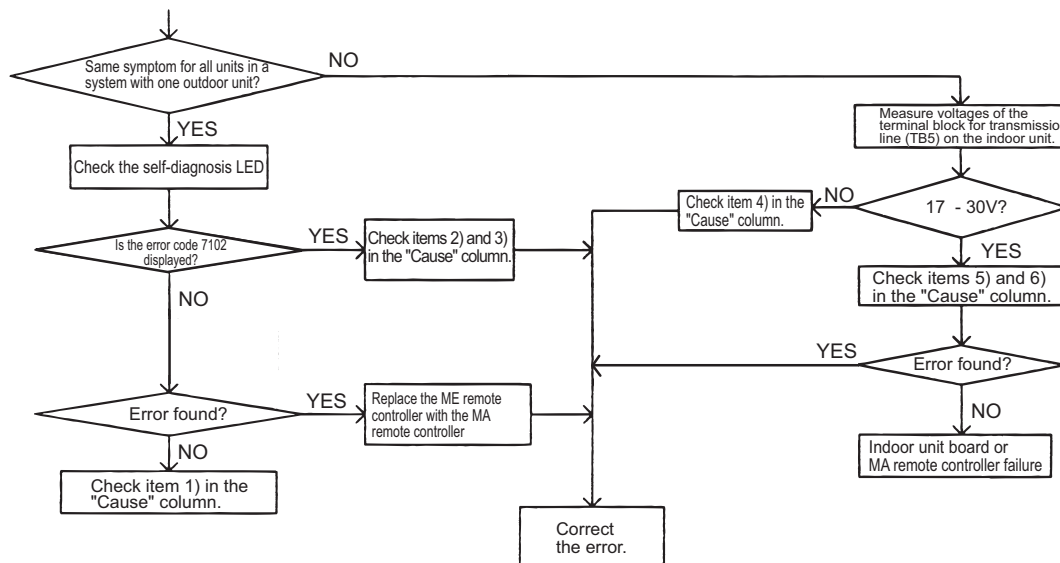 Same symptom for all units in a
system with one outdoor unit?
NO
YES
Measure voltages of the
terminal block for transmissio
line (TB5) on the indoor unit.
Check the self-diagnosis LED
17 - 30V?
NO
Check item 4) in the
"Cause" column.
YES
Is the error code 7102
displayed?
YES
Check items 2) and 3)
in the "Cause" column.
NO
Check items 5) and 6)
in the "Cause" column.
Error found?
YES
NO
Error found?
YES
Replace the ME remote
controller with the MA
remote controller
NO
Indoor unit board or
MA remote controller failure
Check item 1) in the
"Cause" column.
Correct
the error.